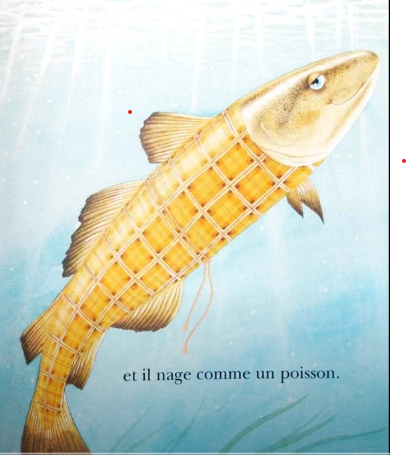 et il nage comme un poisson.